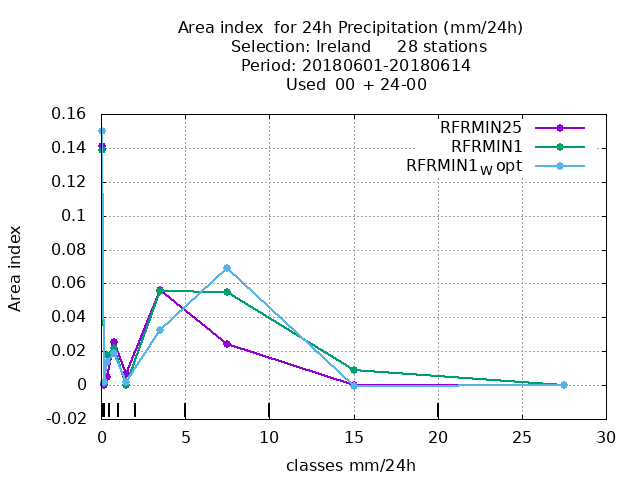 Area index for 24h Precipitation (mm/24h)
Selection: Ireland 28 stations
Period: 20180601-20180614
Used 00 + 24-00
RFRMIN25
RFRMIN1
RFRMIN1W opt
Area index
0.16
0.14
0.12
0.1
0.08
0.06
0.04
0.02
0
-0.02
0 5 10 15 20 25 30
classes mm/24h